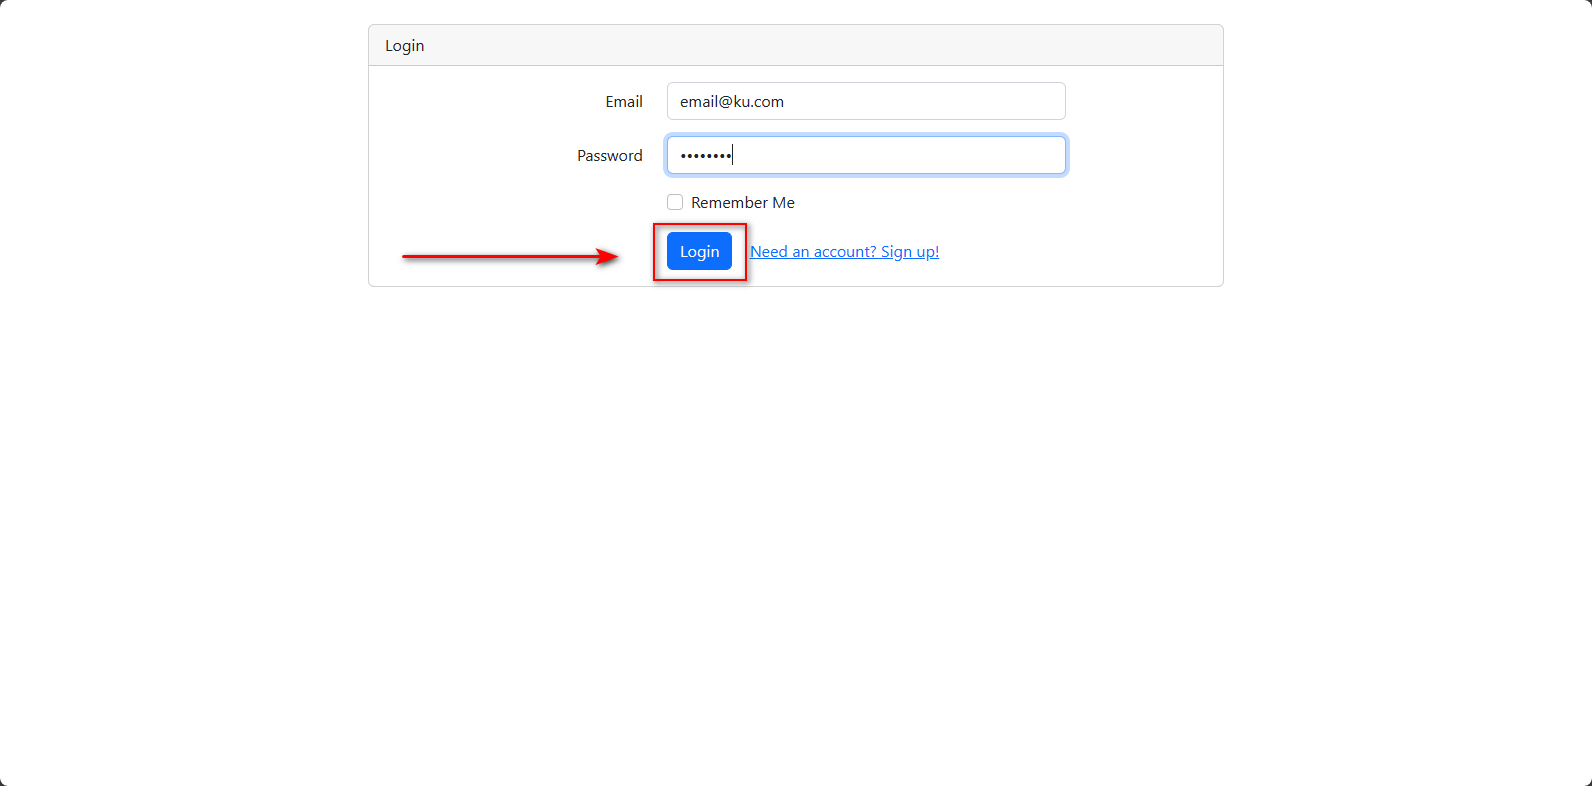 Login
Email email@ku.com
Password ••••••••
Remember Me
Login Need an account? Sign up!